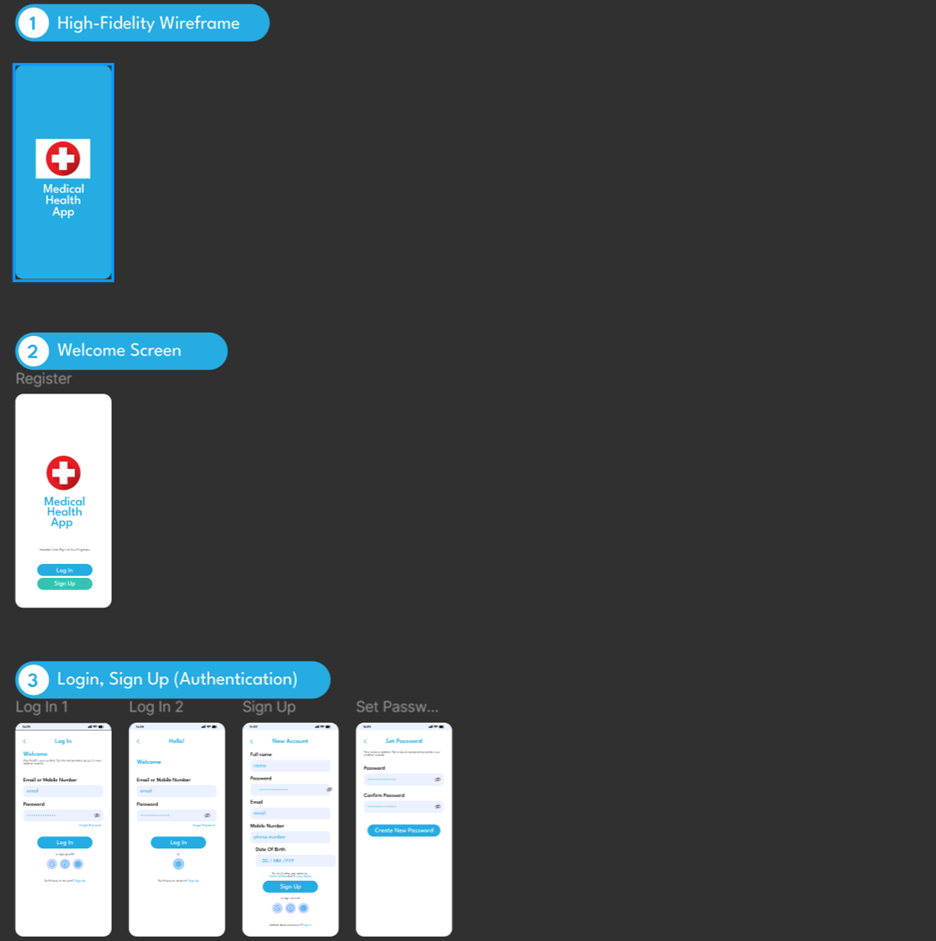 1 High-Fidelity Wireframe
Medical
Health
App
2 Welcome Screen
Register
Medical
Health
App
Log In
Sign Up
3 Login, Sign Up (Authentication)
Log In 1
Log In 2
Sign Up
Set Passw...
Log In
Welcome
Email or Mobile Number
email
Password
Log In
Hello!
Welcome
Email or Mobile Number
email
Password
Log In
New Account
Full name
name
Password
Email
email
Mobile Number
phone number
Date Of Birth
DD / MM /YYY
Sign Up
Set Password
Password
Confirm Password
Create New Password